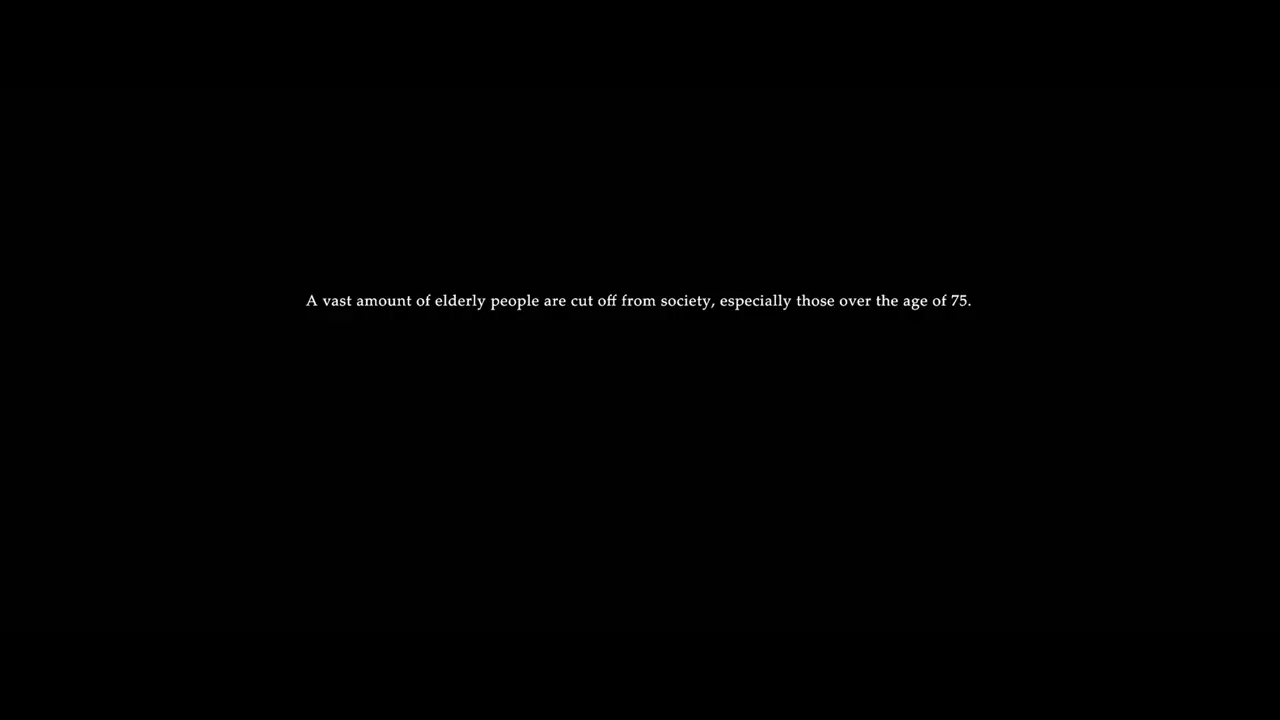 A vast amount of elderly people are cut off from society, especially those over the age of 75.